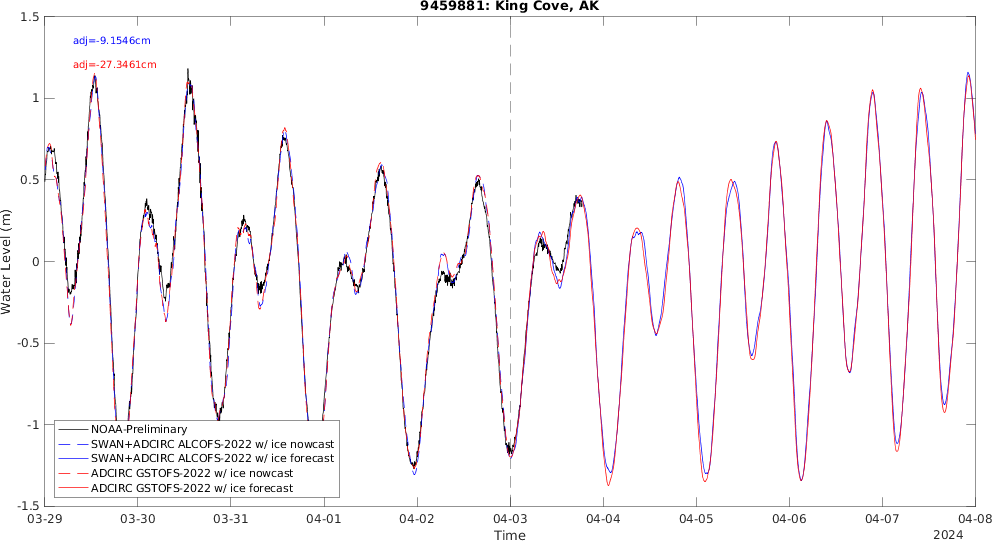 9459881: King Cove, AK
adj=-9.1546cm
adj=-27.3461cm
Water Level (m)
1.5
1
0.5
0
-0.5
-1
-1.5
NOAA-Preliminary
SWAN+ADCIRC ALCOFS-2022 w/ ice nowcast
SWAN+ADCIRC ALCOFS-2022 w/ ice forecast
ADCIRC GSTOFS-2022 w/ ice nowcast
ADCIRC GSTOFS-2022 w/ ice forecast
03-29 03-30 03-31 04-01 04-02 04-03 04-04 04-05 04-06 04-07 04-08
Time
2024